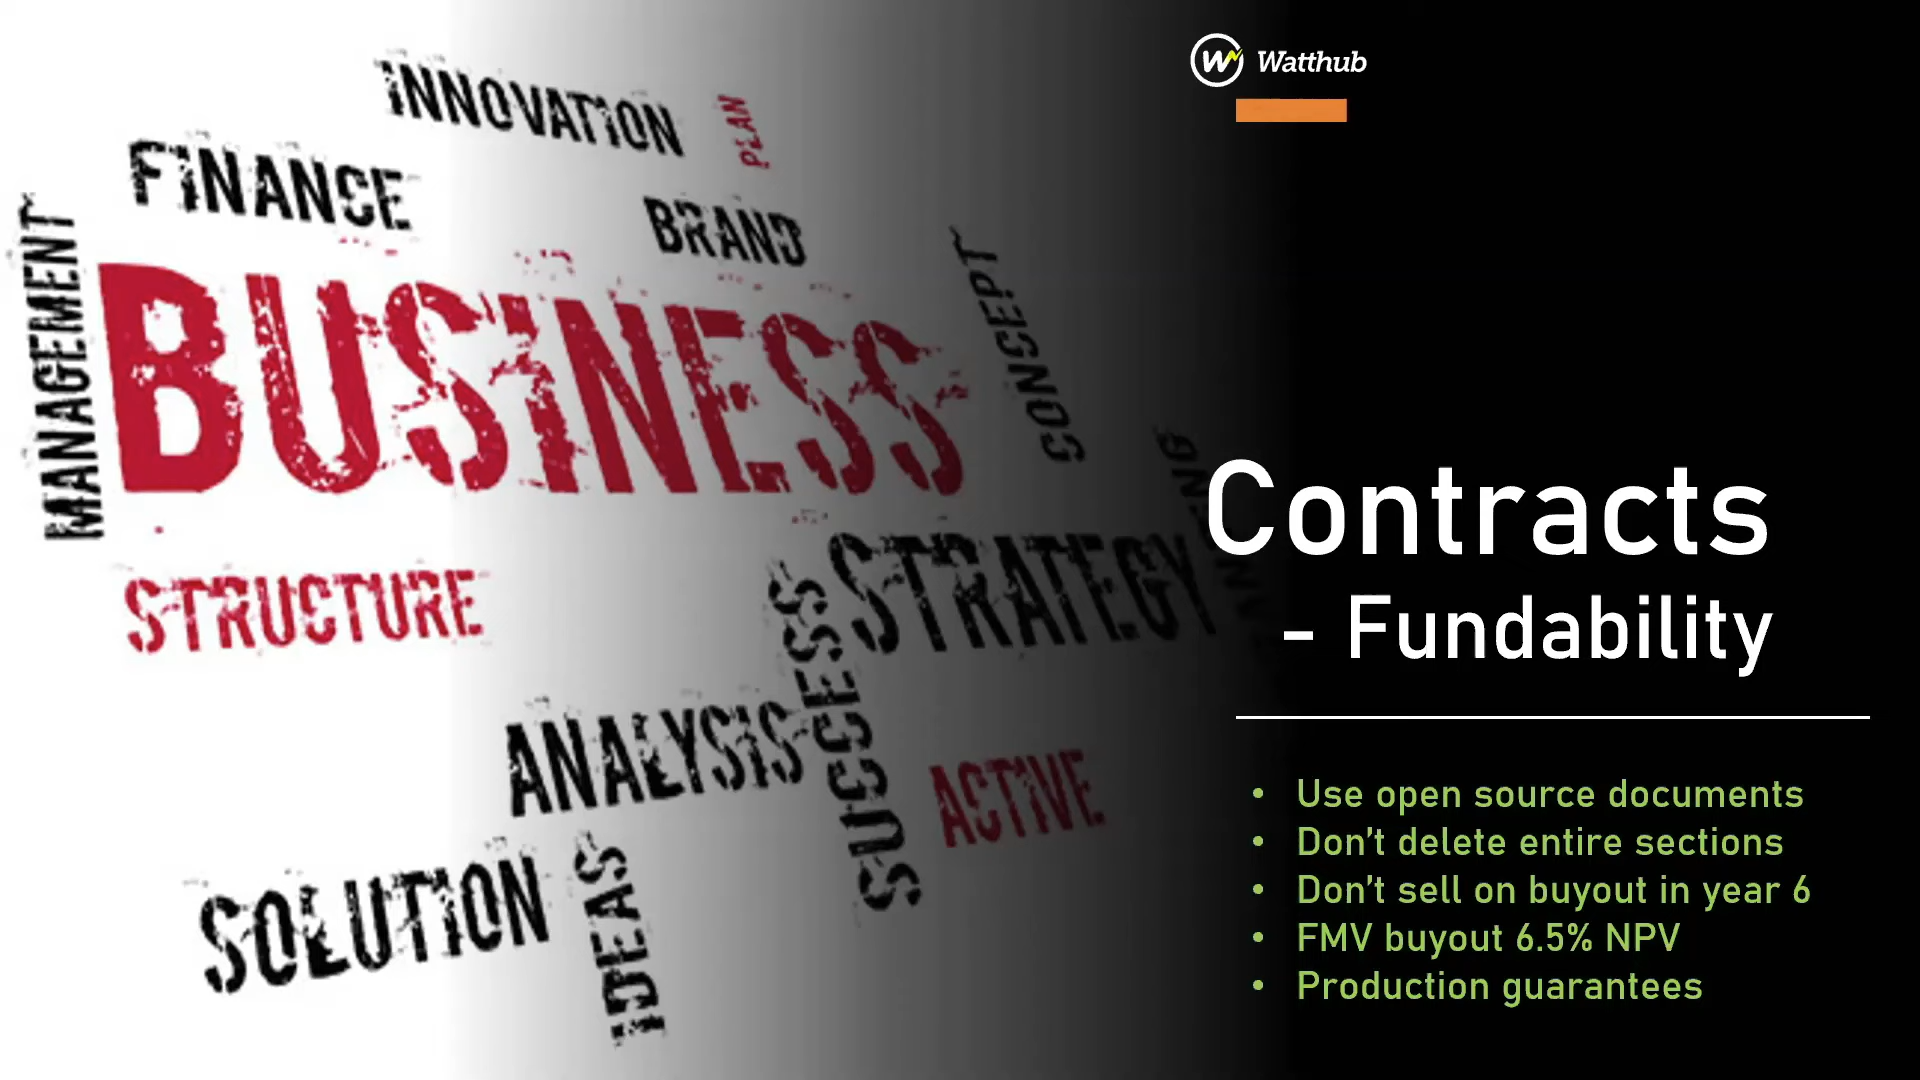 INNOVATION
PLAN
FINANCE
BRAND
MANAGEMENT
BUSINESS
CONCEPT
STRUCTURE
STRATEGY
SUCCESS
ANALYSIS
ACTIVE
SOLUTION
IDEAS
W Watthub
Contracts
- Fundability
• Use open source documents
• Don't delete entire sections
• Don't sell on buyout in year 6
• FMV buyout 6.5% NPV
• Production guarantees